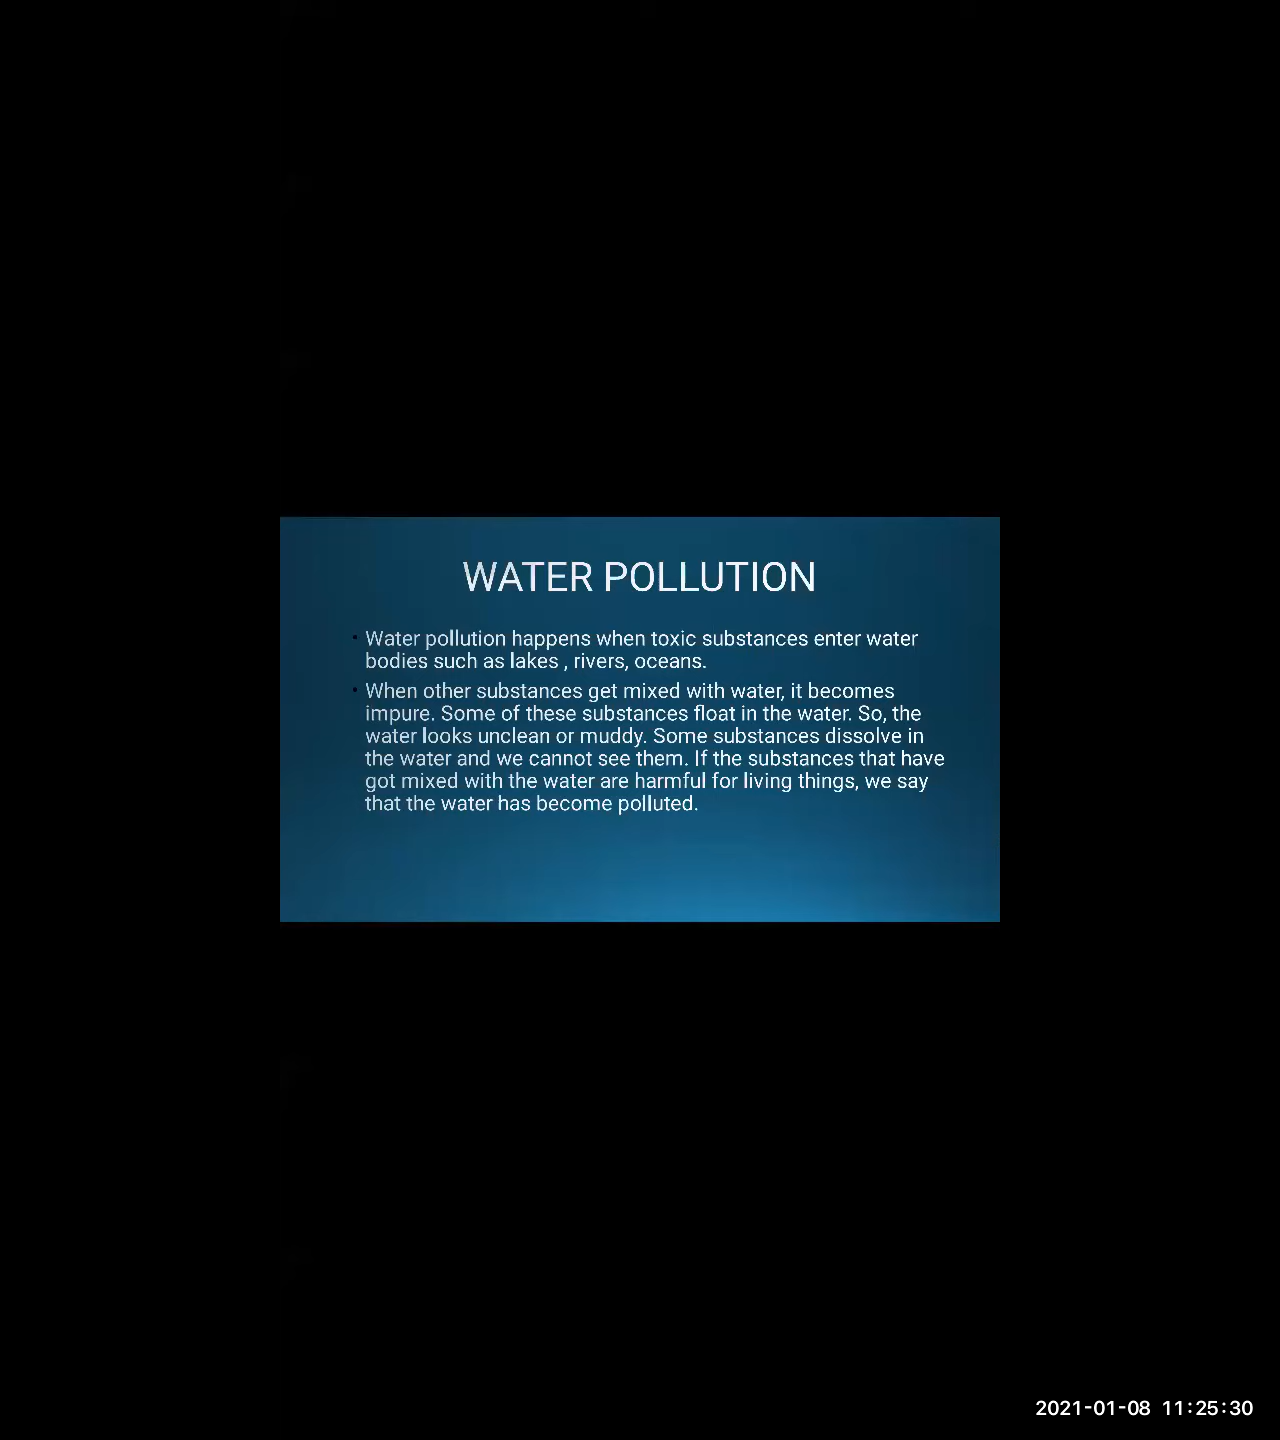 WATER POLLUTION
• Water pollution happens when toxic substances enter water
bodies such as lakes , rivers, oceans.
• When other substances get mixed with water, it becomes
impure. Some of these substances float in the water. So, the
water looks unclean or muddy. Some substances dissolve in
the water and we cannot see them. If the substances that have
got mixed with the water are harmful for living things, we say
that the water has become polluted.
2021-01-08 11:25:30